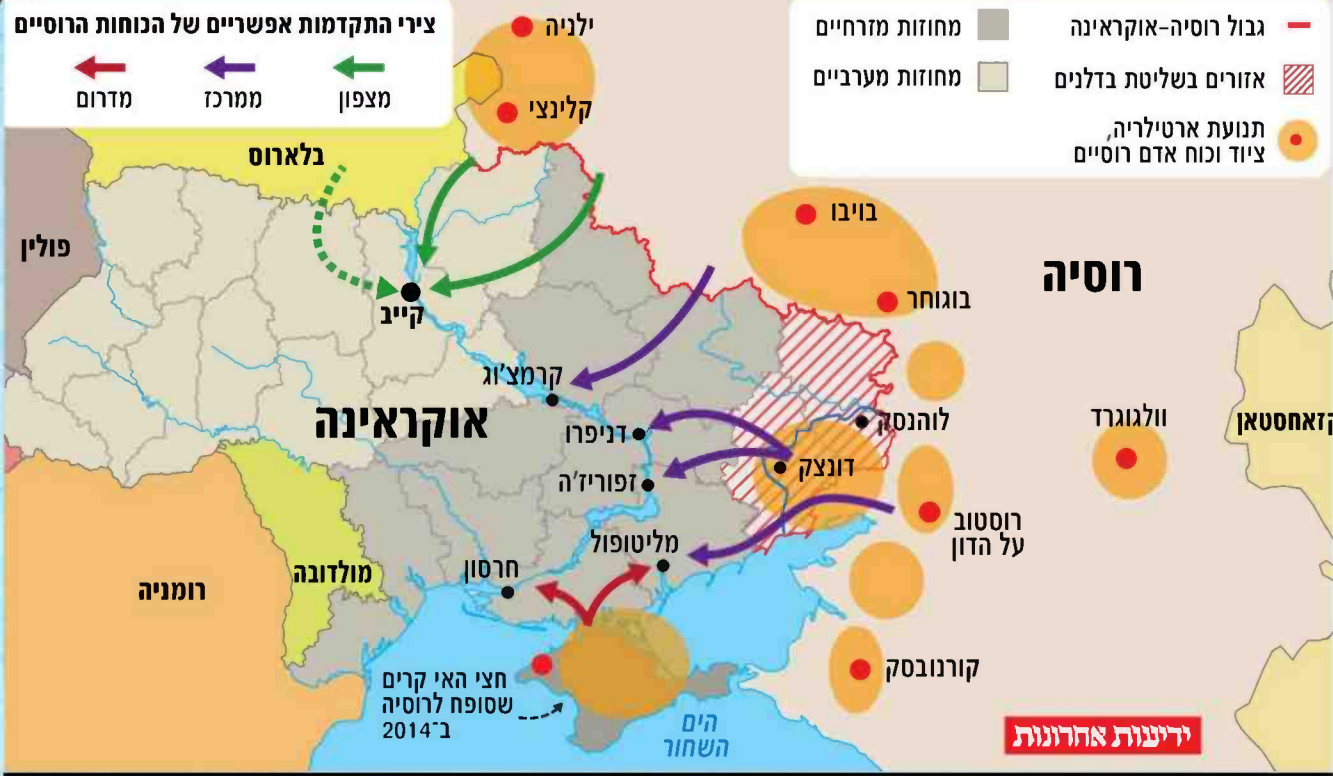 צירי התקדמות אפשריים של הכוחות הרוסיים
מצפון
ממרכז
מדרום
גבול רוסיה-אוקראינה
אזורים בשליטת בדלנים
תנועת ארטילריה,
ציוד וכוח אדם רוסיים
מחוזות מזרחיים
מחוזות מערביים
ילניה
קלינצי
בלארוס
פולין
בויבו
בוגוחר
רוסיה
קייב
קרמצ'וג
אוקראינה
דניפרו
זפוריז'ה
לוהנסק
דונצק
וולגוגרד
קזאחסטאן
רוסטוב
על הדון
מליטופול
חרסון
מולדובה
רומניה
קורנובסק
חצי האי קרים
שסופח לרוסיה
ב־2014
הים
השחור
ידיעות אחרונות